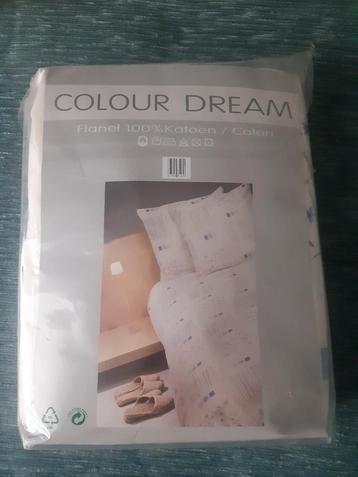 COLOUR DREAM
Flanel 100% Katoen / Coton